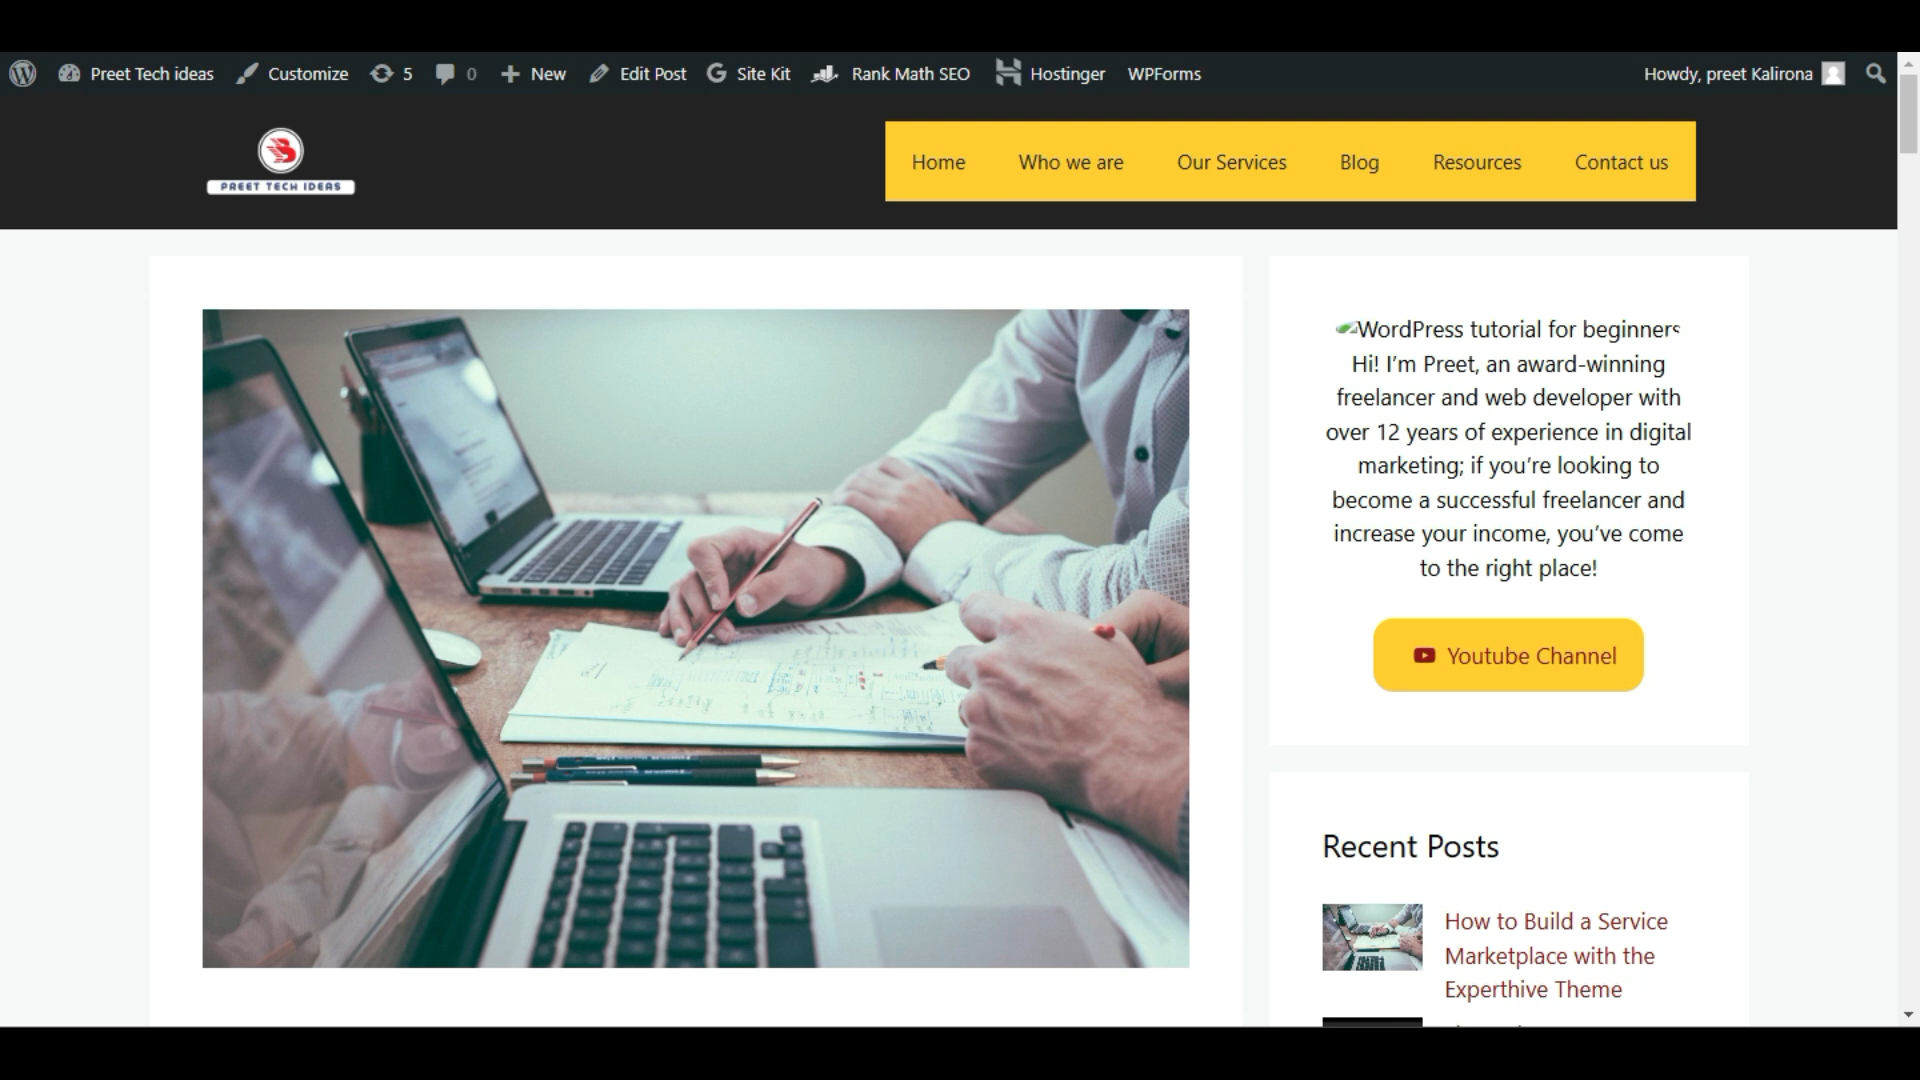 Preet Tech ideas Customize 5 0 New Edit Post Site Kit Rank Math SEO Hostinger WPForms Howdy, preet Kalirona
PREET TECH IDEAS
Home Who we are Our Services Blog Resources Contact us
WordPress tutorial for beginners
Hi! I’m Preet, an award-winning
freelancer and web developer with
over 12 years of experience in digital
marketing; if you’re looking to
become a successful freelancer and
increase your income, you’ve come
to the right place!
Youtube Channel
Recent Posts
How to Build a Service
Marketplace with the
Experthive Theme